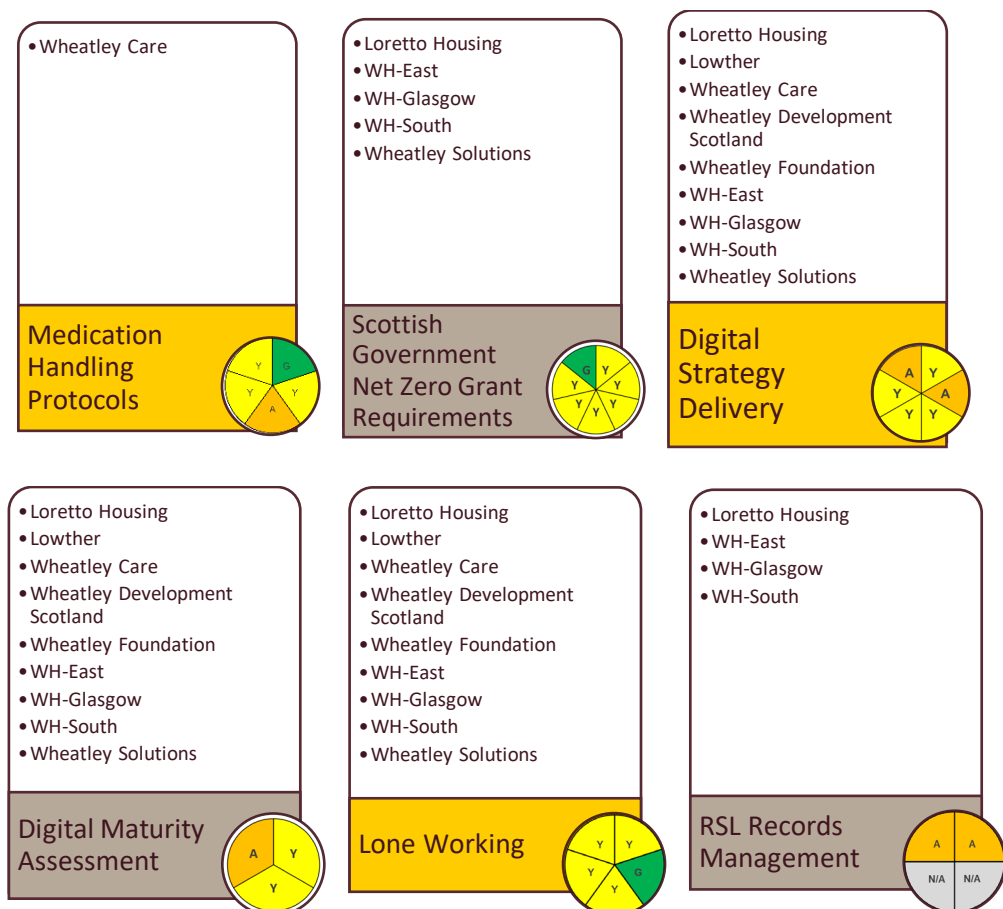 • Wheatley Care
Medication
Handling
Protocols
Y G
Y Y
A
• Loretto Housing
• WH-East
• WH-Glasgow
• WH-South
• Wheatley Solutions
Scottish
Government
Net Zero Grant
Requirements
G Y
Y Y
Y Y
Y
• Loretto Housing
• Lowther
• Wheatley Care
• Wheatley Development
Scotland
• Wheatley Foundation
• WH-East
• WH-Glasgow
• WH-South
• Wheatley Solutions
Digital
Strategy
Delivery
A Y
Y A
Y Y
• Loretto Housing
• Lowther
• Wheatley Care
• Wheatley Development
Scotland
• Wheatley Foundation
• WH-East
• WH-Glasgow
• WH-South
• Wheatley Solutions
Digital Maturity
Assessment
A Y
Y
• Loretto Housing
• Lowther
• Wheatley Care
• Wheatley Development
Scotland
• Wheatley Foundation
• WH-East
• WH-Glasgow
• WH-South
• Wheatley Solutions
Lone Working
Y Y
Y G
Y
• Loretto Housing
• WH-East
• WH-Glasgow
• WH-South
RSL Records
Management
A A
N/A N/A